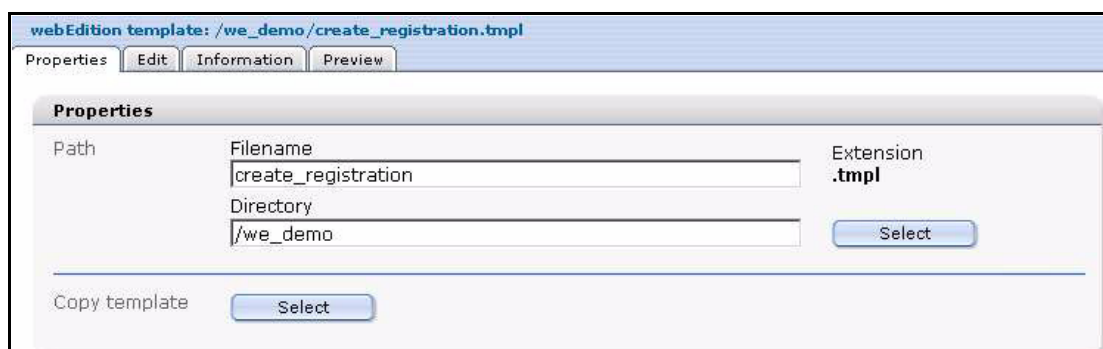 webEdition template: /we_demo/create_registration.tmpl
Properties Edit Information Preview
Properties
Path Filename Extension
create_registration .tmpl
Directory
/we_demo Select
Copy template Select